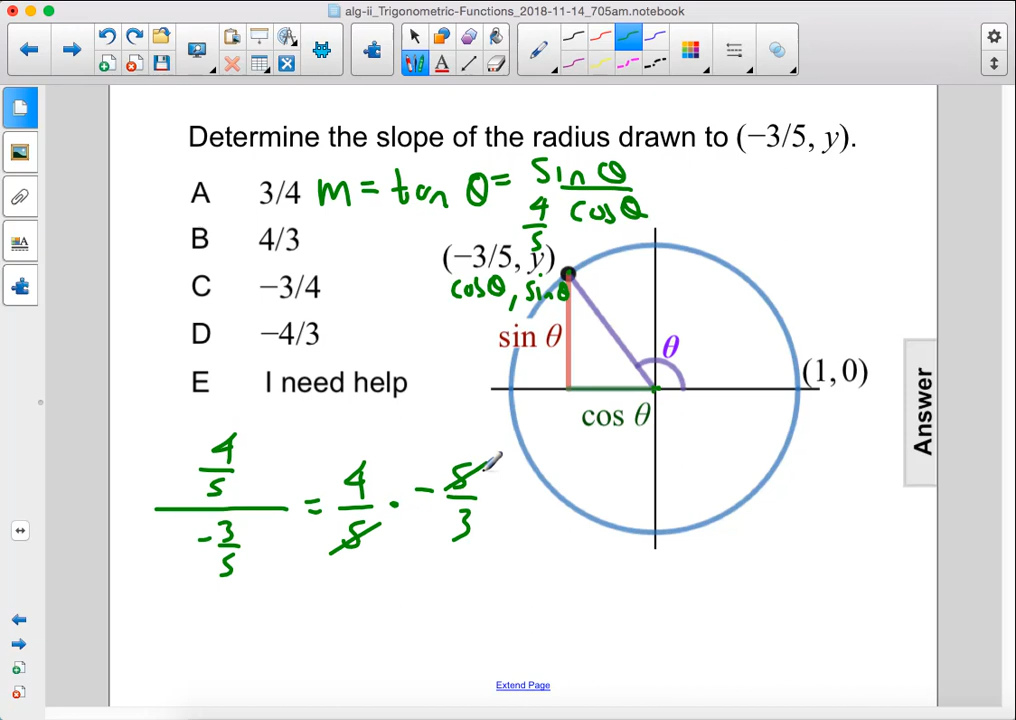 alg-ii_Trigonometric-Functions_2018-11-14_705am.notebook
Determine the slope of the radius drawn to (−3/5, y).
A 3/4
m = tan θ = sin θ / cos θ
B 4/3
C −3/4
D −4/3
E I need help
4/5
(−3/5, y)
cosθ, sinθ
sin θ
θ
(1, 0)
cos θ
Answer
4/5 / -3/5 = 4/5 · -5/3
Extend Page